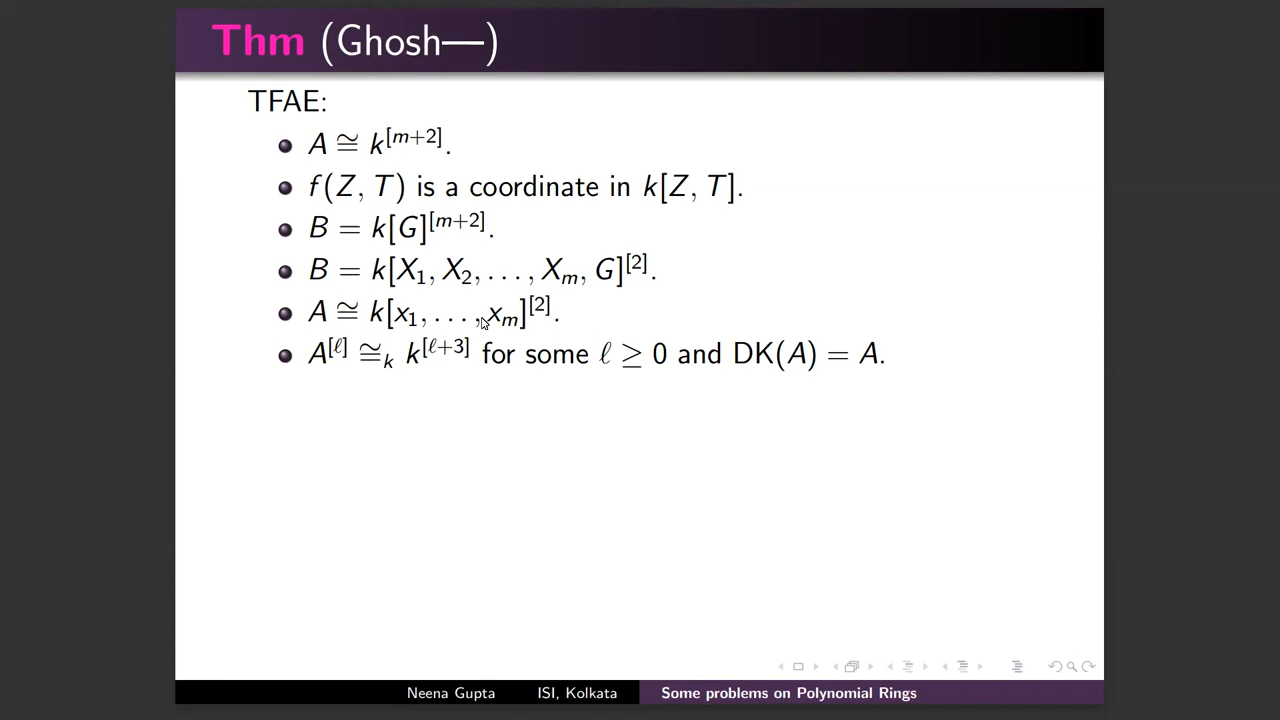 Thm (Ghosh—)
TFAE:
A ≅ k^{[m+2]}.
f(Z, T) is a coordinate in k[Z, T].
B = k[G]^{[m+2]}.
B = k[X_1, X_2, . . . , X_m, G]^{[2]}.
A ≅ k[x_1, . . . , x_m]^{[2]}.
A^{[ℓ]} ≅_k k^{[ℓ+3]} for some ℓ ≥ 0 and DK(A) = A.
Neena Gupta ISI, Kolkata Some problems on Polynomial Rings